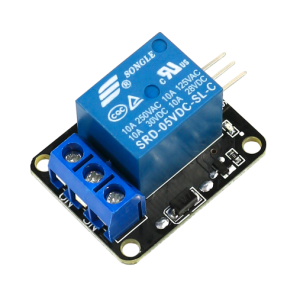 SONGLE
10A 250VAC 10A 125VAC
10A 30VDC 10A 28VDC
SRD-05VDC-SL-C